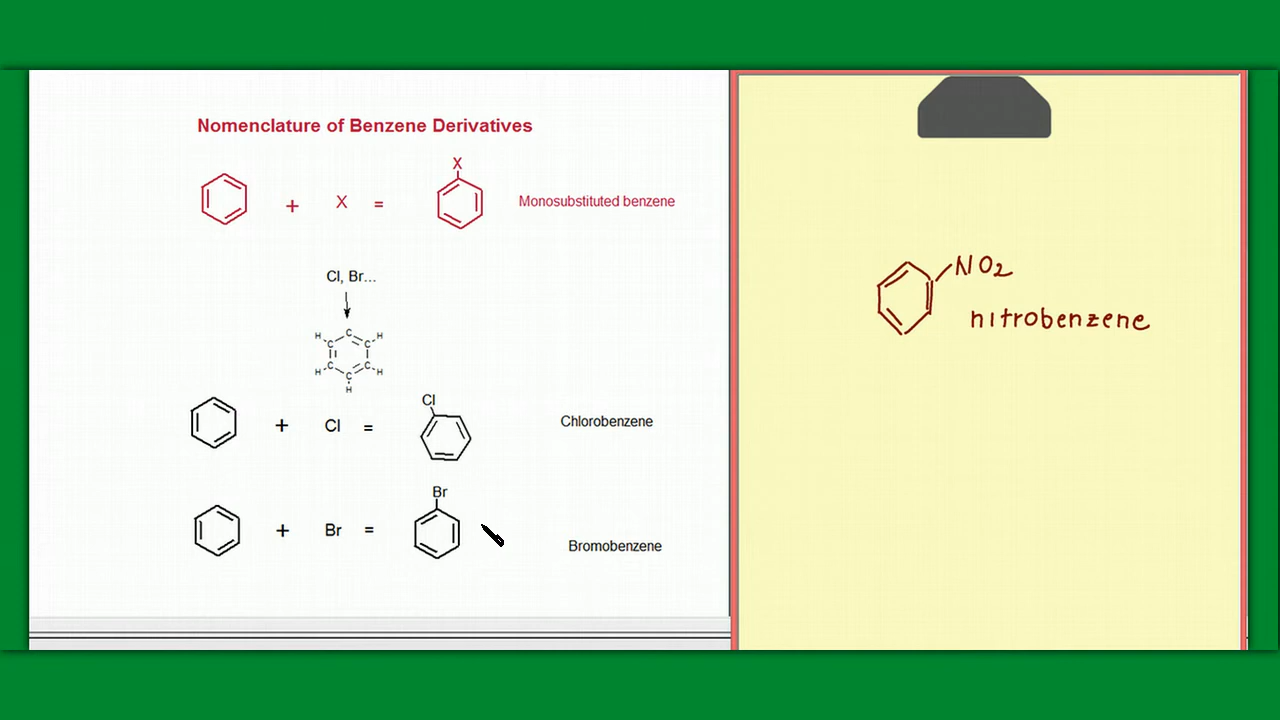 Nomenclature of Benzene Derivatives
X
+ X = Monosubstituted benzene
Cl, Br...
C
H C C H
H C C H
C
H
Cl
+ Cl = Chlorobenzene
Br
+ Br = Bromobenzene
NO2
nitrobenzene